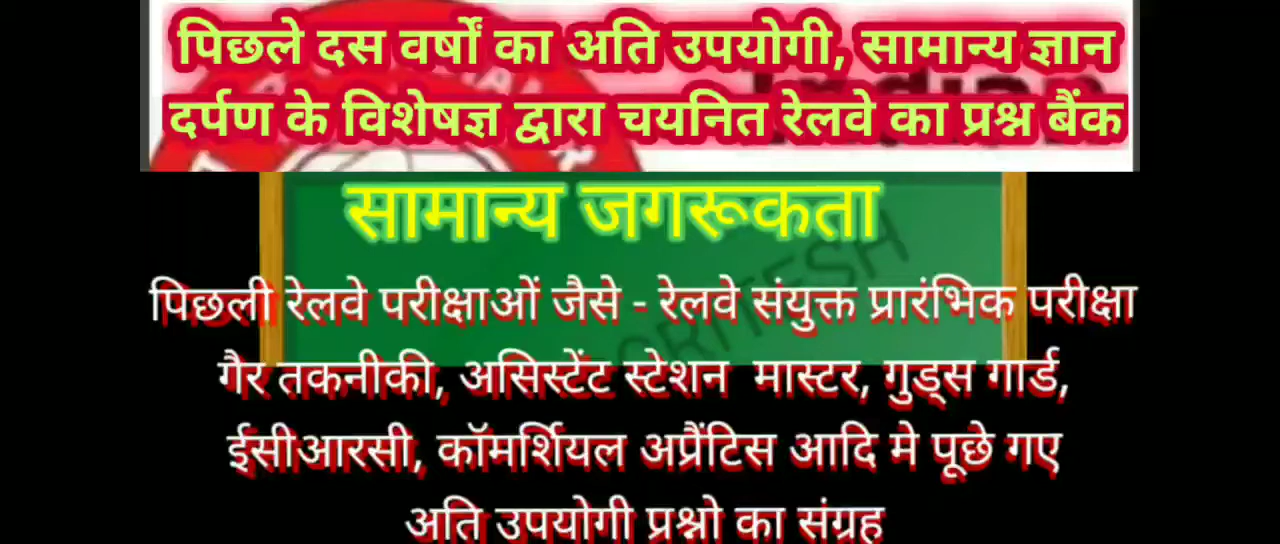 पिछले दस वर्षों का अति उपयोगी, सामान्य ज्ञान
दर्पण के विशेषज्ञ द्वारा चयनित रेलवे का प्रश्न बैंक
सामान्य जगरूकता
पिछली रेलवे परीक्षाओं जैसे - रेलवे संयुक्त प्रारंभिक परीक्षा
गैर तकनीकी, असिस्टेंट स्टेशन मास्टर, गुड्स गार्ड,
ईसीआरसी, कॉमर्शियल अप्रैंटिस आदि मे पूछे गए
अति उपयोगी प्रश्नो का संग्रह